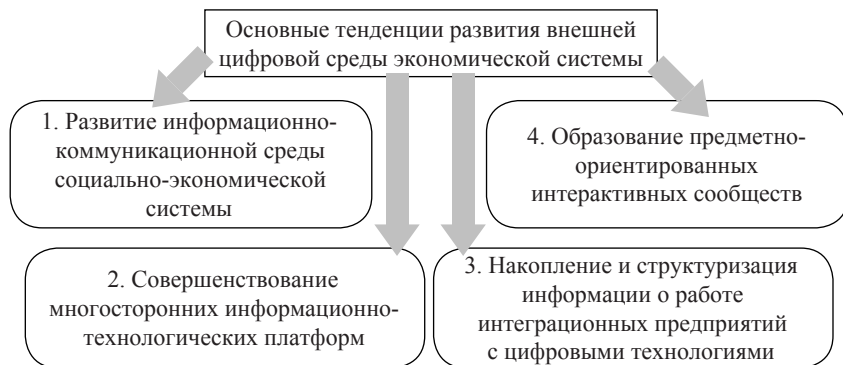 Основные тенденции развития внешней
цифровой среды экономической системы
1. Развитие информационно-
коммуникационной среды
социально-экономической
системы
4. Образование предметно-
ориентированных
интерактивных сообществ
2. Совершенствование
многосторонних информационно-
технологических платформ
3. Накопление и структуризация
информации о работе
интеграционных предприятий
с цифровыми технологиями